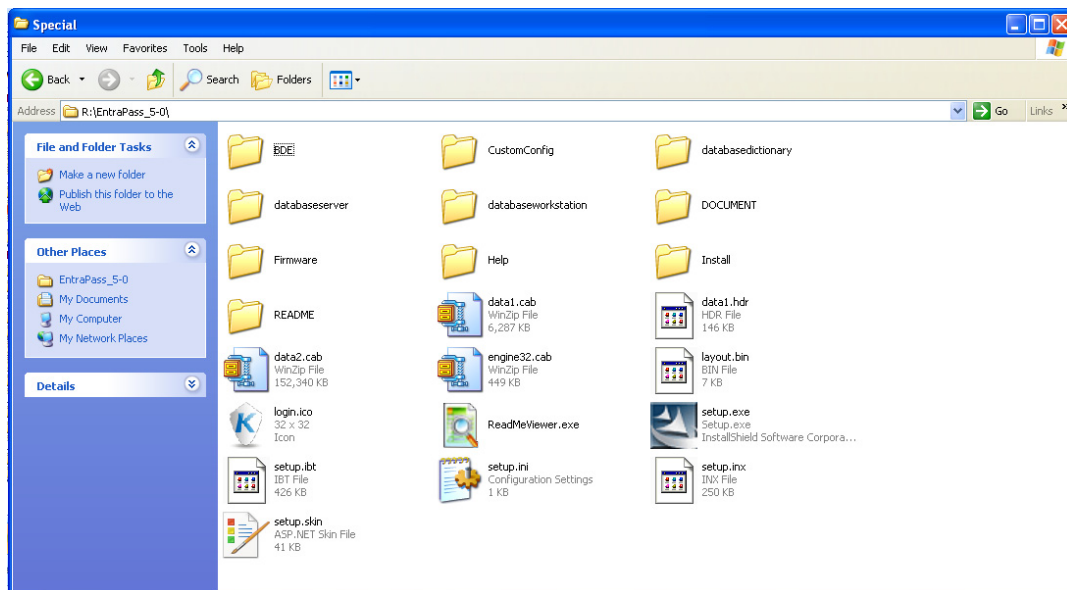 Special
File Edit View Favorites Tools Help
Back Search Folders
Address R:\EntraPass_5-0\ Go Links »
File and Folder Tasks
Make a new folder
Publish this folder to the
Web
Other Places
EntraPass_5-0
My Documents
My Computer
My Network Places
Details
BDE
CustomConfig
databasedictionary
databaseserver
databaseworkstation
DOCUMENT
Firmware
Help
Install
README
data1.cab
WinZip File
6,287 KB
data1.hdr
HDR File
146 KB
data2.cab
WinZip File
152,340 KB
engine32.cab
WinZip File
449 KB
layout.bin
BIN File
7 KB
login.ico
32 x 32
Icon
ReadMeViewer.exe
setup.exe
Setup.exe
InstallShield Software Corpora...
setup.ibt
IBT File
426 KB
setup.ini
Configuration Settings
1 KB
setup.inx
INX File
250 KB
setup.skin
ASP.NET Skin File
41 KB